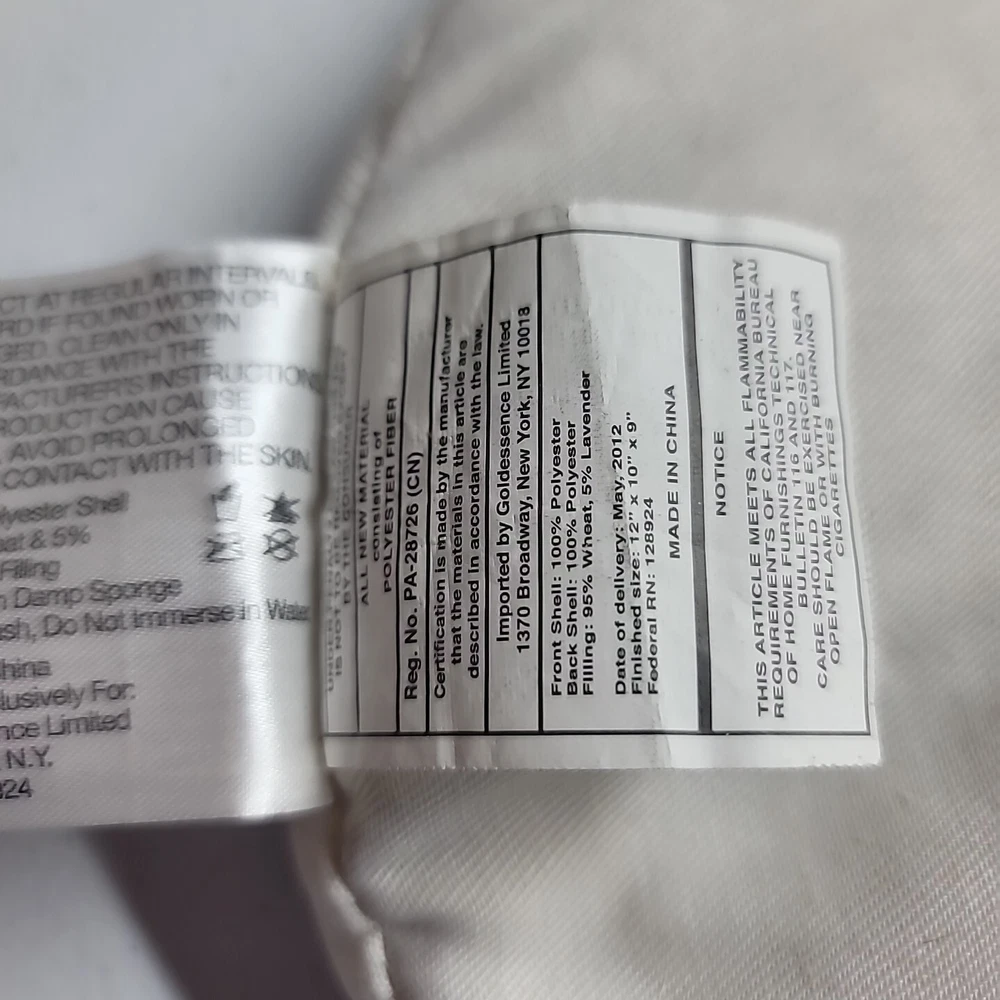 CT AT REGULAR INTERVALS
RD IF FOUND WORN OR
GED. CLEAN ONLY IN
RDANCE WITH THE
FACTURER'S INSTRUCTION
RODUCT CAN CAUSE
AVOID PROLONGED
CONTACT WITH THE SKIN.
lyester Shell
eat & 5%
Filling
n Damp Sponge
ash, Do Not Immerse in Water
hina
lusively For:
nce Limited
N.Y.
924
BY THE CONSUMER
ALL NEW MATERIAL
consisting of
POLYESTER FIBER
Reg. No. PA-28726 (CN)
Certification is made by the manufacturer
that the materials in this article are
described in accordance with the law.
Imported by Goldessence Limited
1370 Broadway, New York, NY 10018
Front Shell: 100% Polyester
Back Shell: 100% Polyester
Filling: 95% Wheat, 5% Lavender
Date of delivery: May, 2012
Finished size: 12" x 10" x 9"
Federal RN: 128924
MADE IN CHINA
NOTICE
THIS ARTICLE MEETS ALL FLAMMABILITY
REQUIREMENTS OF CALIFORNIA BUREAU
OF HOME FURNISHINGS TECHNICAL
BULLETIN 116 AND 117.
CARE SHOULD BE EXERCISED NEAR
OPEN FLAME OR WITH BURNING
CIGARETTES